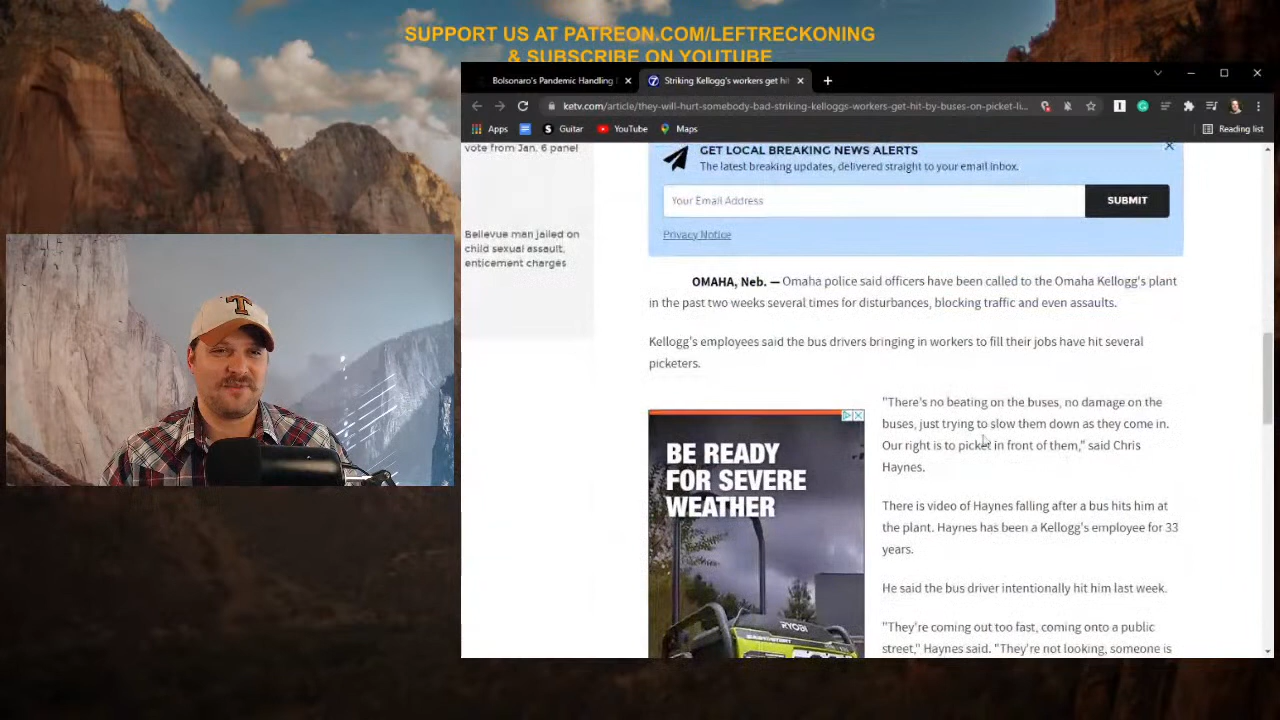 SUPPORT US AT PATREON.COM/LEFTRECKONING
& SUBSCRIBE ON YOUTUBE
Bolsonaro's Pandemic Handling
Striking Kellogg's workers get hi
ketv.com/article/they-will-hurt-somebody-bad-striking-kelloggs-workers-get-hit-by-buses-on-picket-li...
Apps
Guitar
YouTube
Maps
Reading list
vote from Jan. 6 panel
Bellevue man jailed on
child sexual assault,
enticement charges
GET LOCAL BREAKING NEWS ALERTS
The latest breaking updates, delivered straight to your email inbox.
Your Email Address
SUBMIT
Privacy Notice
OMAHA, Neb. — Omaha police said officers have been called to the Omaha Kellogg's plant
in the past two weeks several times for disturbances, blocking traffic and even assaults.
Kellogg's employees said the bus drivers bringing in workers to fill their jobs have hit several
picketers.
"There's no beating on the buses, no damage on the
buses, just trying to slow them down as they come in.
Our right is to picket in front of them," said Chris
Haynes.
There is video of Haynes falling after a bus hits him at
the plant. Haynes has been a Kellogg's employee for 33
years.
He said the bus driver intentionally hit him last week.
"They're coming out too fast, coming onto a public
street," Haynes said. "They're not looking, someone is
BE READY
FOR SEVERE
WEATHER
RYOBI
T